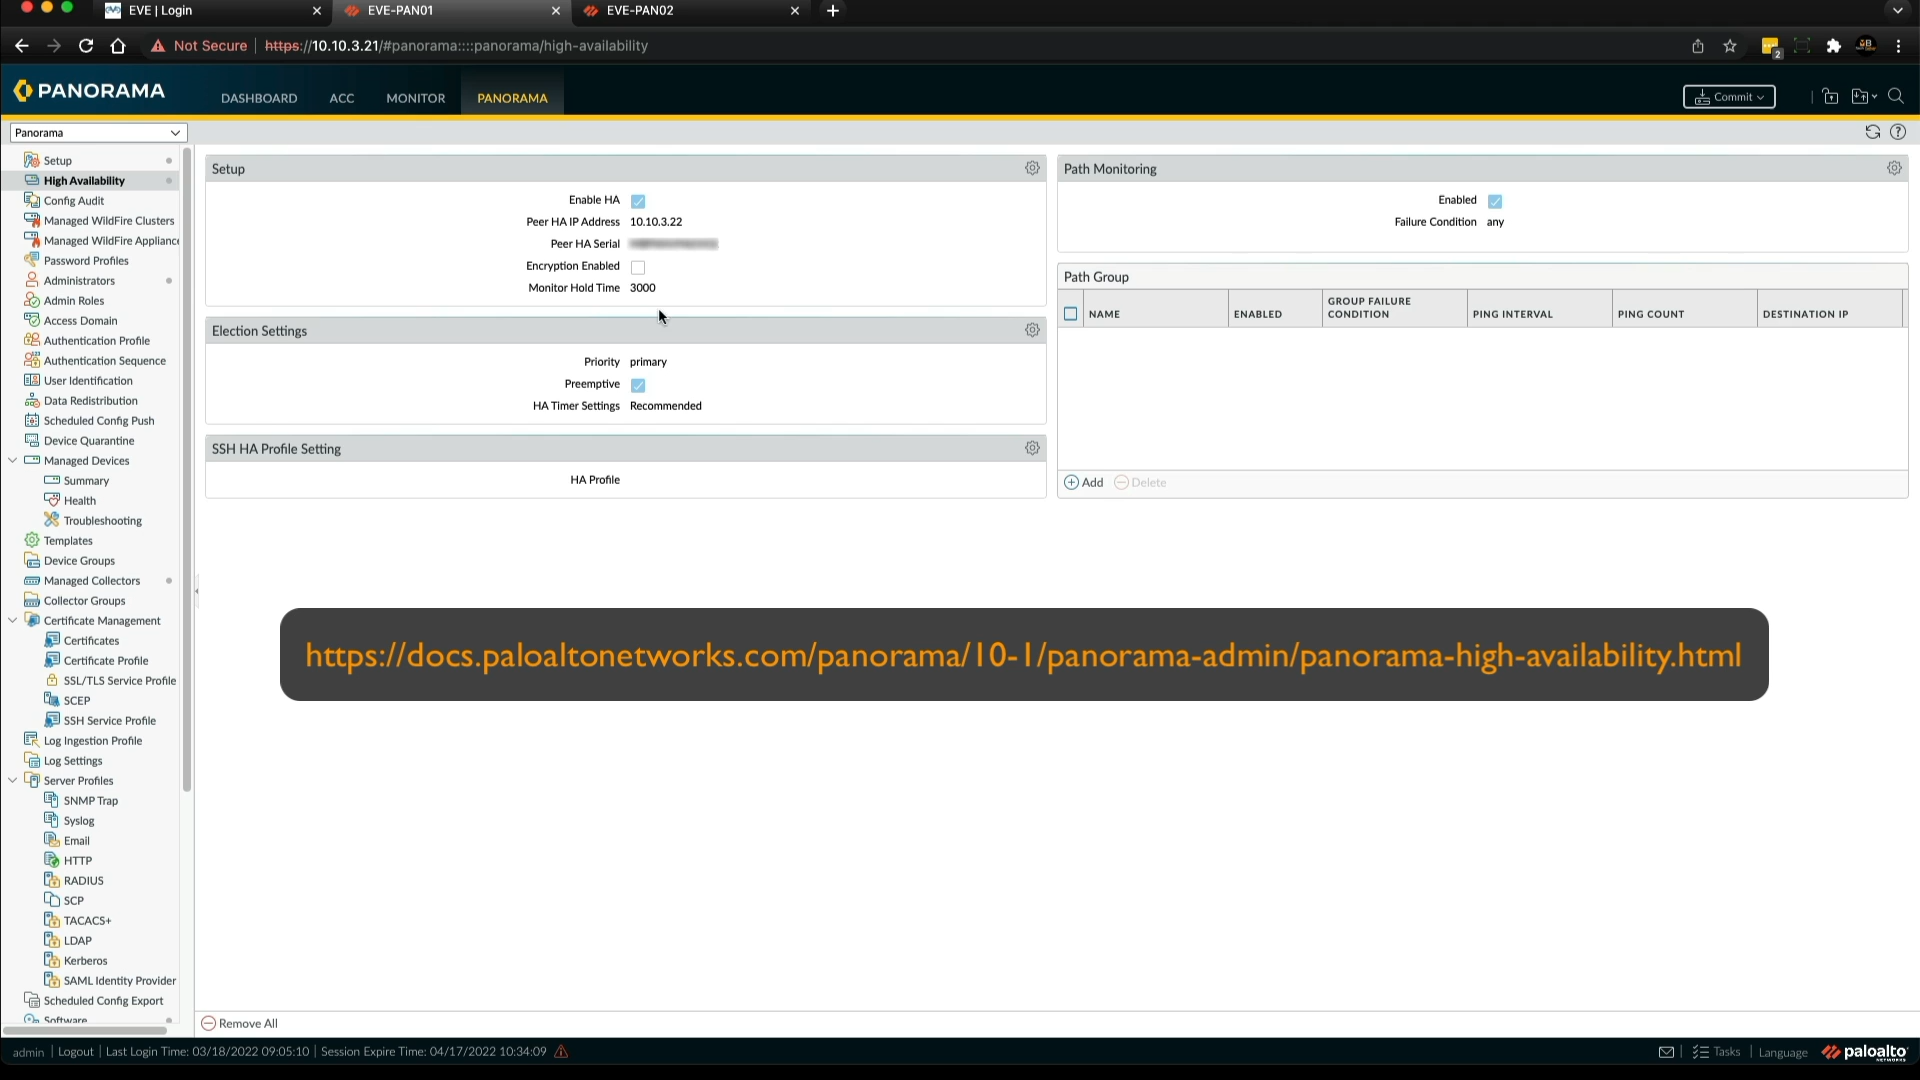 EVE | Login
EVE-PAN01
EVE-PAN02
Not Secure
https://10.10.3.21/#panorama::::panorama/high-availability
2
PANORAMA
DASHBOARD
ACC
MONITOR
PANORAMA
Commit
Panorama
Setup
High Availability
Config Audit
Managed WildFire Clusters
Managed WildFire Appliance
Password Profiles
Administrators
Admin Roles
Access Domain
Authentication Profile
Authentication Sequence
User Identification
Data Redistribution
Scheduled Config Push
Device Quarantine
Managed Devices
Summary
Health
Troubleshooting
Templates
Device Groups
Managed Collectors
Collector Groups
Certificate Management
Certificates
Certificate Profile
SSL/TLS Service Profile
SCEP
SSH Service Profile
Log Ingestion Profile
Log Settings
Server Profiles
SNMP Trap
Syslog
Email
HTTP
RADIUS
SCP
TACACS+
LDAP
Kerberos
SAML Identity Provider
Scheduled Config Export
Software
Setup
Enable HA
Peer HA IP Address 10.10.3.22
Peer HA Serial
Encryption Enabled
Monitor Hold Time 3000
Election Settings
Priority primary
Preemptive
HA Timer Settings Recommended
SSH HA Profile Setting
HA Profile
Path Monitoring
Enabled
Failure Condition any
Path Group
NAME
ENABLED
GROUP FAILURE CONDITION
PING INTERVAL
PING COUNT
DESTINATION IP
Add
Delete
https://docs.paloaltonetworks.com/panorama/10-1/panorama-admin/panorama-high-availability.html
Remove All
admin | Logout | Last Login Time: 03/18/2022 09:05:10 | Session Expire Time: 04/17/2022 10:34:09
Tasks | Language
paloalto
NETWORKS